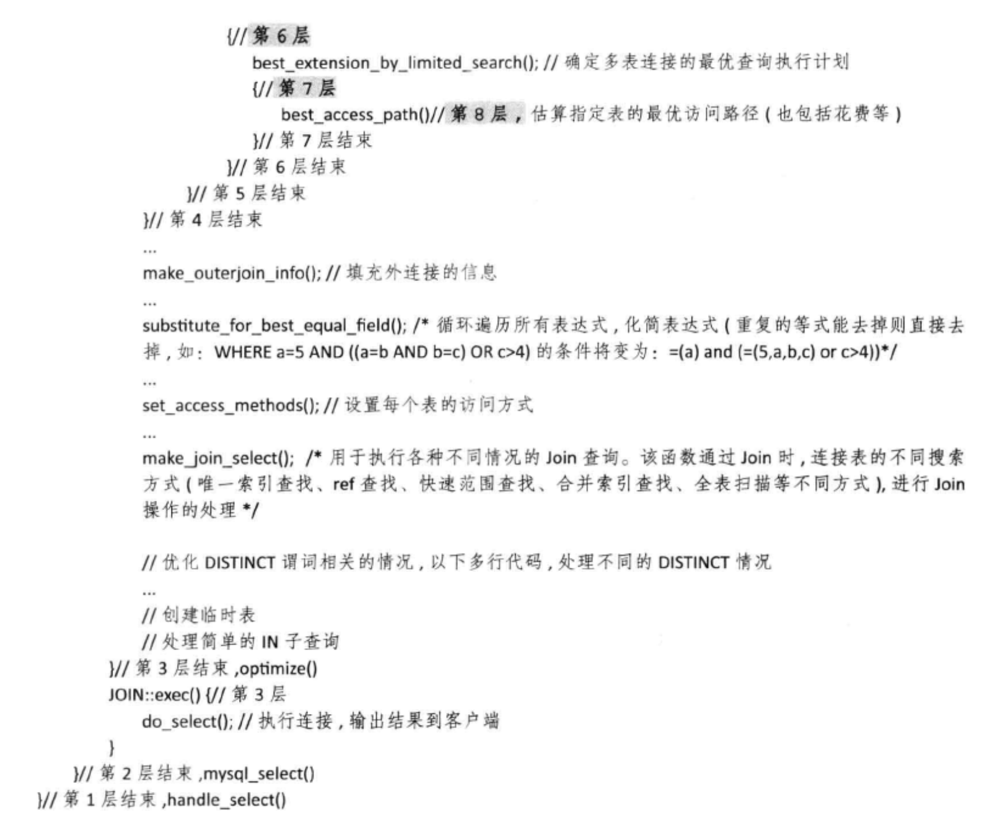 {// 第 6 层
best_extension_by_limited_search(); // 确定多表连接的最优查询执行计划
{// 第 7 层
best_access_path()// 第 8 层 , 估算指定表的最优访问路径 ( 也包括花费等 )
}// 第 7 层结束
}// 第 6 层结束
}// 第 5 层结束
}// 第 4 层结束
...
make_outerjoin_info(); // 填充外连接的信息
...
substitute_for_best_equal_field(); /* 循环遍历所有表达式 , 化简表达式 ( 重复的等式能去掉则直接去
掉 , 如： WHERE a=5 AND ((a=b AND b=c) OR c>4) 的条件将变为：=(a) and (=(5,a,b,c) or c>4))*/
...
set_access_methods(); // 设置每个表的访问方式
...
make_join_select(); /* 用于执行各种不同情况的 Join 查询。该函数通过 Join 时 , 连接表的不同搜索
方式 ( 唯一索引查找、ref 查找、快速范围查找、合并索引查找、全表扫描等不同方式 ), 进行 Join
操作的处理 */
// 优化 DISTINCT 谓词相关的情况 , 以下多行代码 , 处理不同的 DISTINCT 情况
...
// 创建临时表
// 处理简单的 IN 子查询
}// 第 3 层结束 ,optimize()
JOIN::exec() {// 第 3 层
do_select(); // 执行连接 , 输出结果到客户端
}
}// 第 2 层结束 ,mysql_select()
}// 第 1 层结束 ,handle_select()